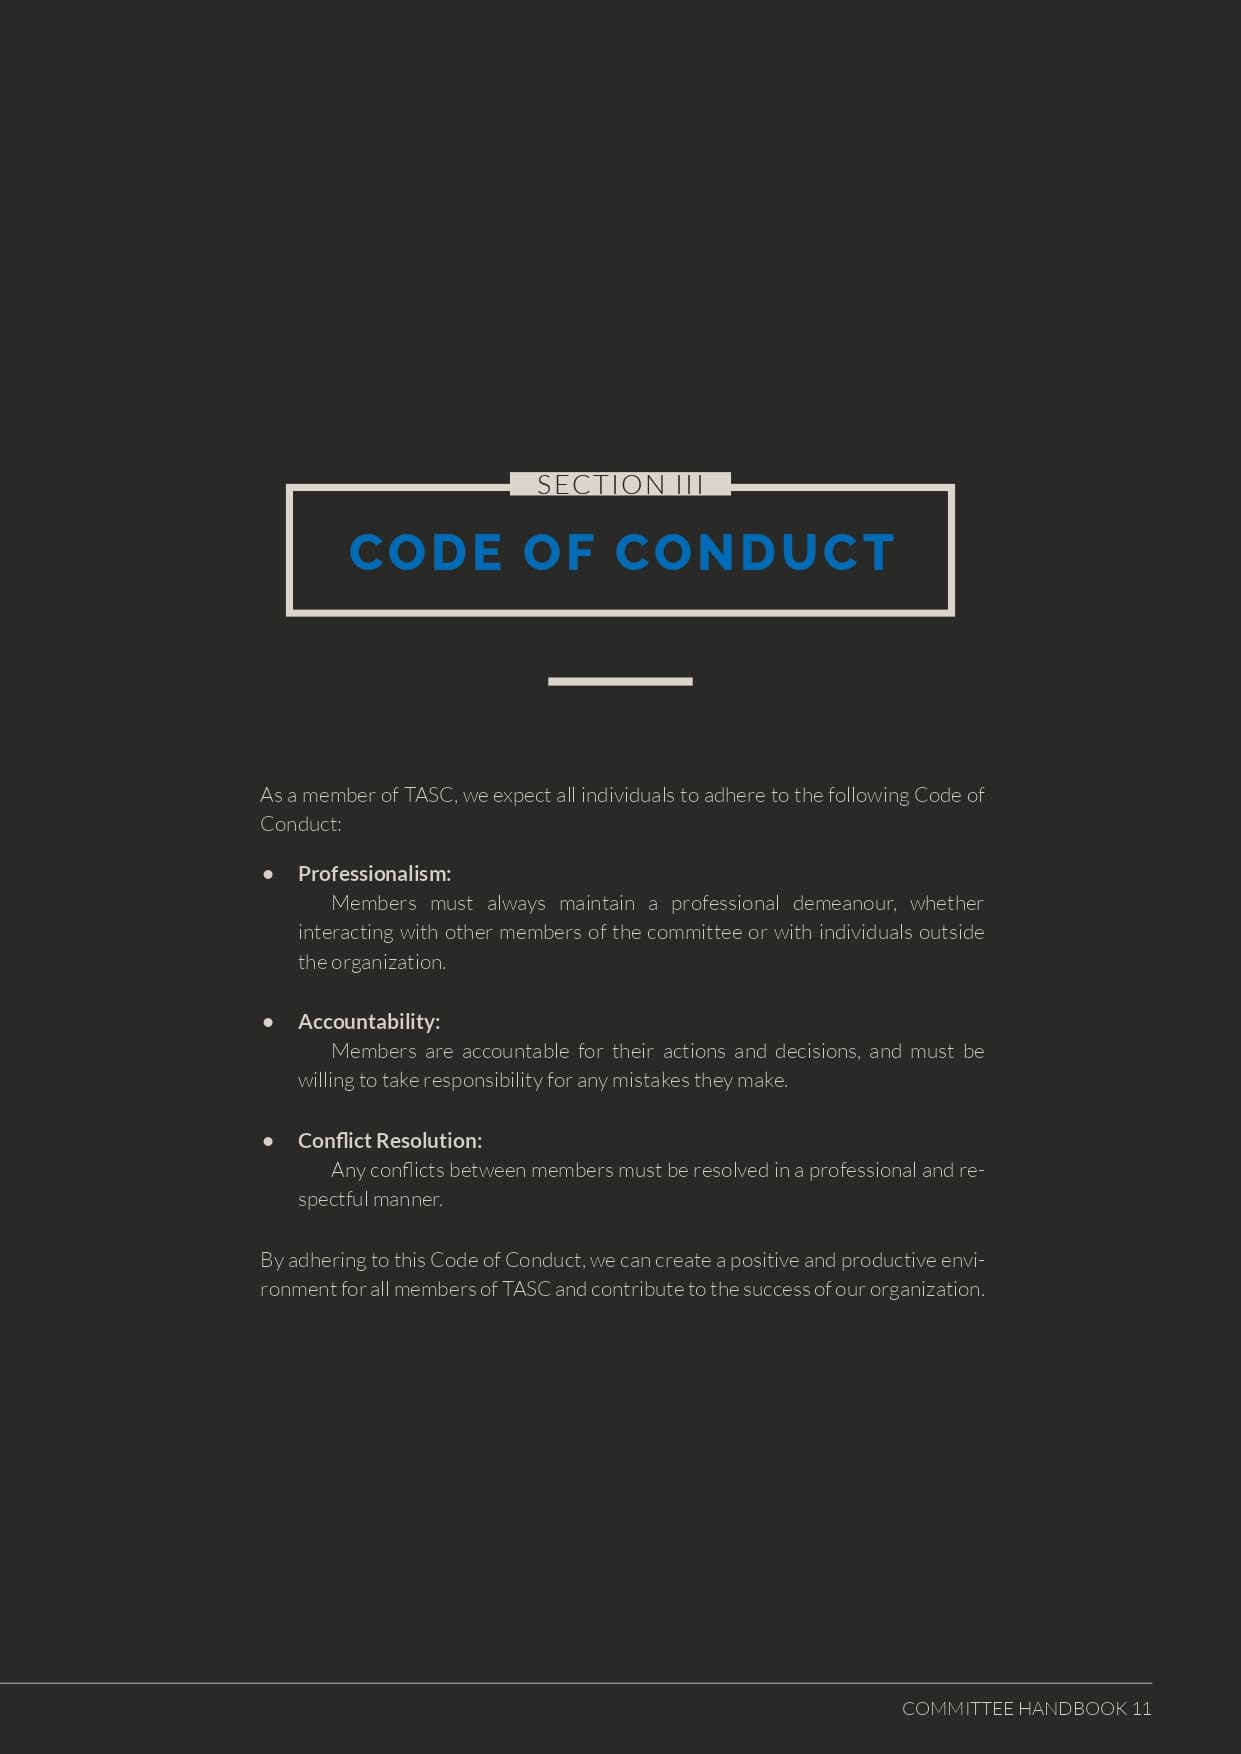 SECTION III
CODE OF CONDUCT
As a member of TASC, we expect all individuals to adhere to the following Code of
Conduct:
● Professionalism:
Members must always maintain a professional demeanour, whether
interacting with other members of the committee or with individuals outside
the organization.
● Accountability:
Members are accountable for their actions and decisions, and must be
willing to take responsibility for any mistakes they make.
● Conflict Resolution:
Any conflicts between members must be resolved in a professional and re-
spectful manner.
By adhering to this Code of Conduct, we can create a positive and productive envi-
ronment for all members of TASC and contribute to the success of our organization.
COMMITTEE HANDBOOK 11